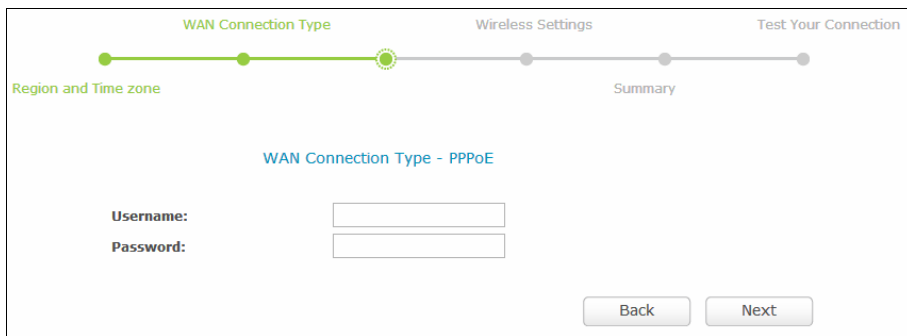 WAN Connection Type Wireless Settings Test Your Connection
Region and Time zone Summary
WAN Connection Type - PPPoE
Username:
Password:
Back Next